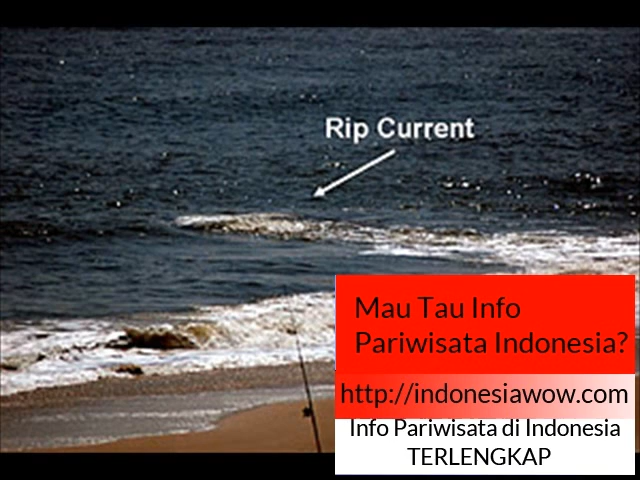 Rip Current
Mau Tau Info
Pariwisata Indonesia?
http://indonesiawow.com
Info Pariwisata di Indonesia
TERLENGKAP